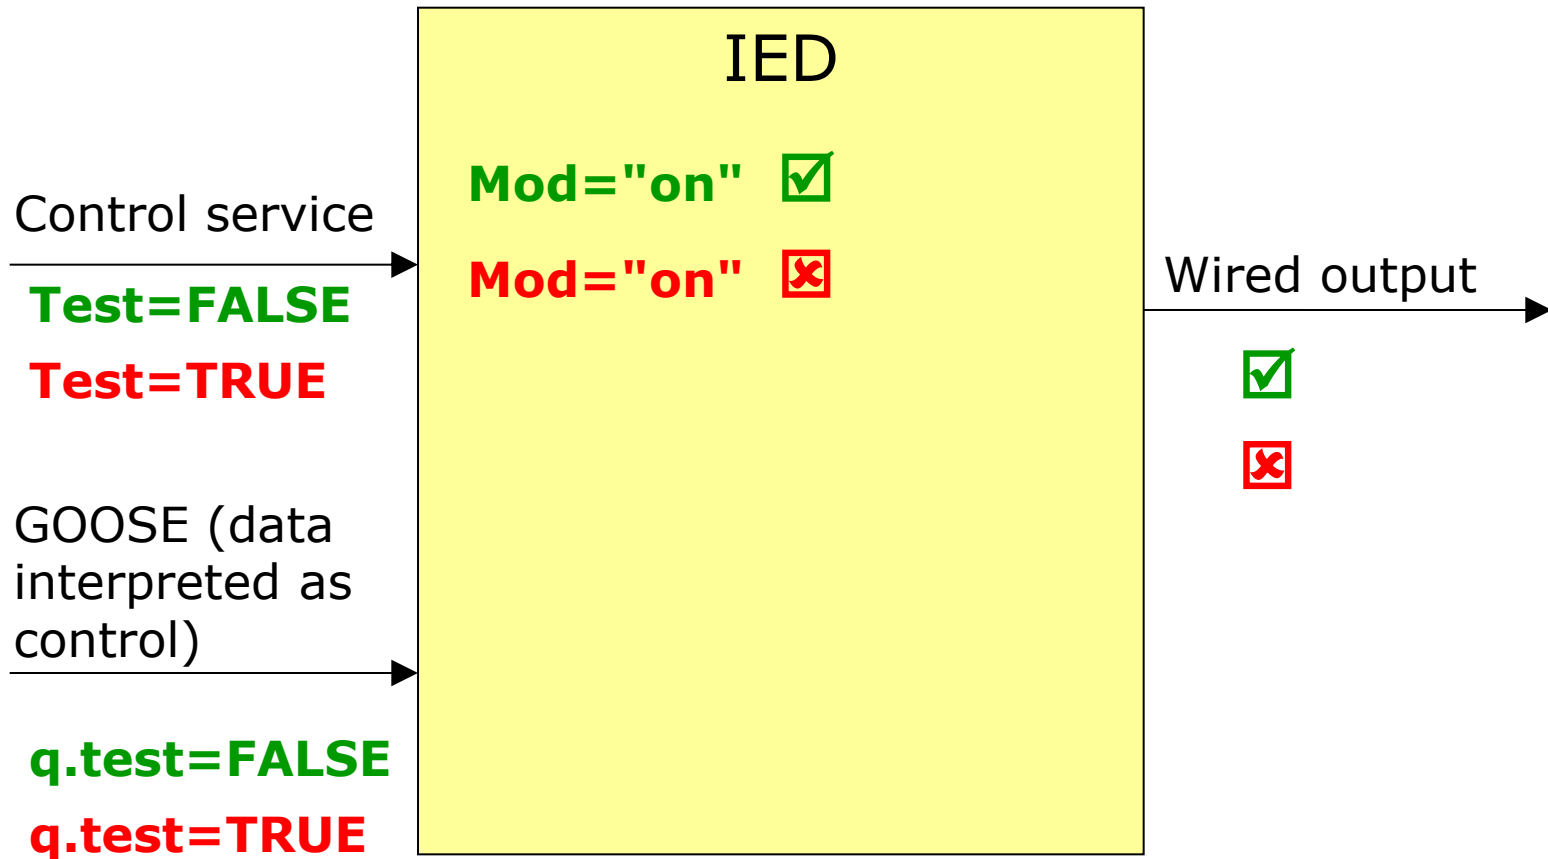 IED
Mod="on"
Mod="on"
Control service
Test=FALSE
Test=TRUE
GOOSE (data
interpreted as
control)
q.test=FALSE
q.test=TRUE
Wired output